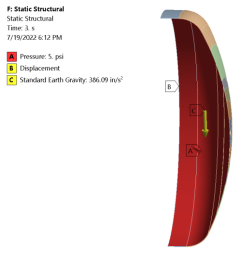 F: Static Structural
Static Structural
Time: 3. s
7/19/2022 6:12 PM
A Pressure: 5. psi
B Displacement
C Standard Earth Gravity: 386.09 in/s²
B
C
A